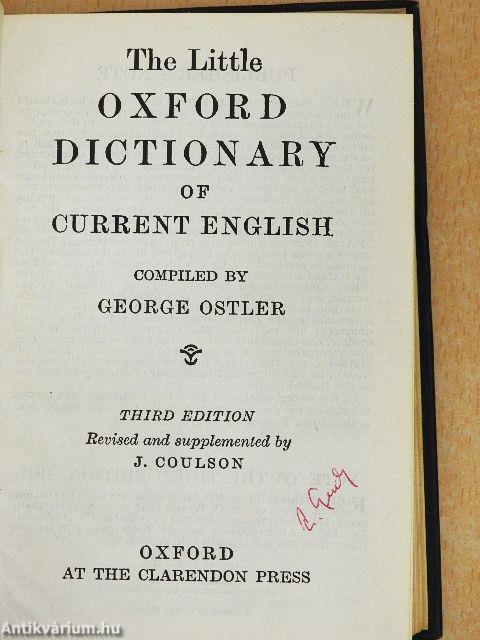 The Little
OXFORD
DICTIONARY
OF
CURRENT ENGLISH
COMPILED BY
GEORGE OSTLER
THIRD EDITION
Revised and supplemented by
J. COULSON
OXFORD
AT THE CLARENDON PRESS
Antikvárium.hu